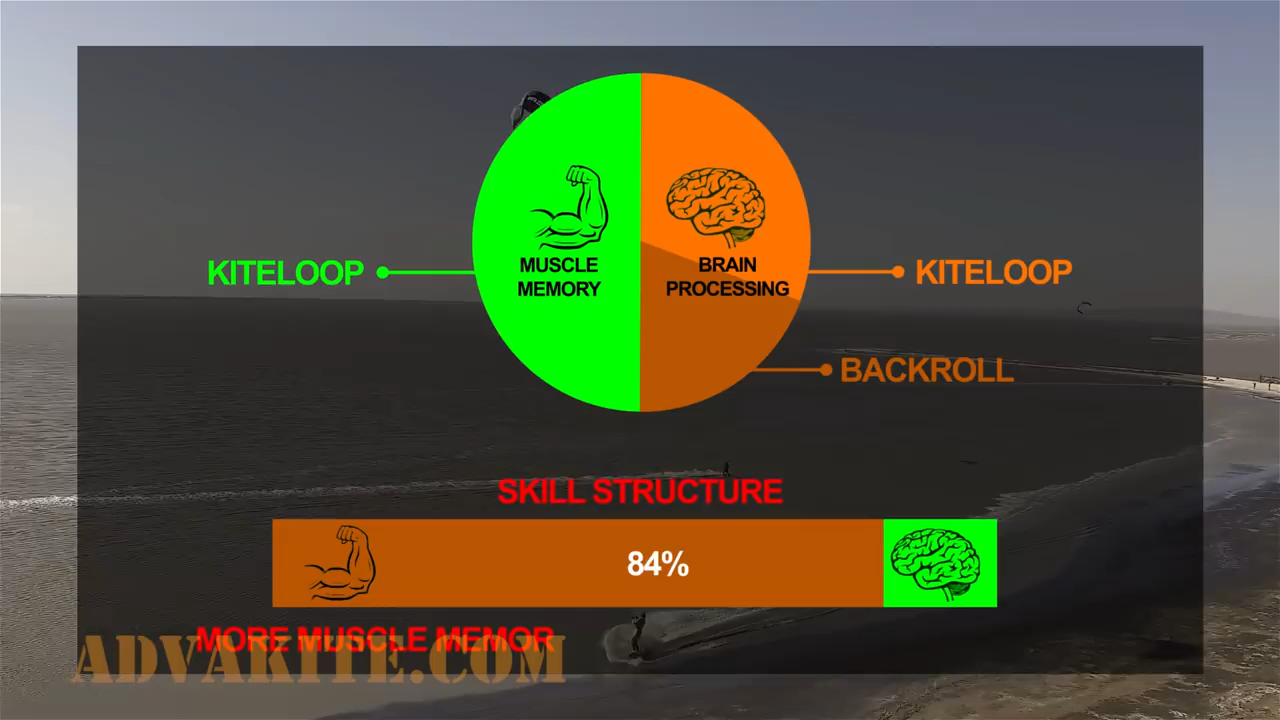 MUSCLE
MEMORY
BRAIN
PROCESSING
KITELOOP
KITELOOP
BACKROLL
SKILL STRUCTURE
84%
MORE MUSCLE MEMOR
ADVAKITE.COM